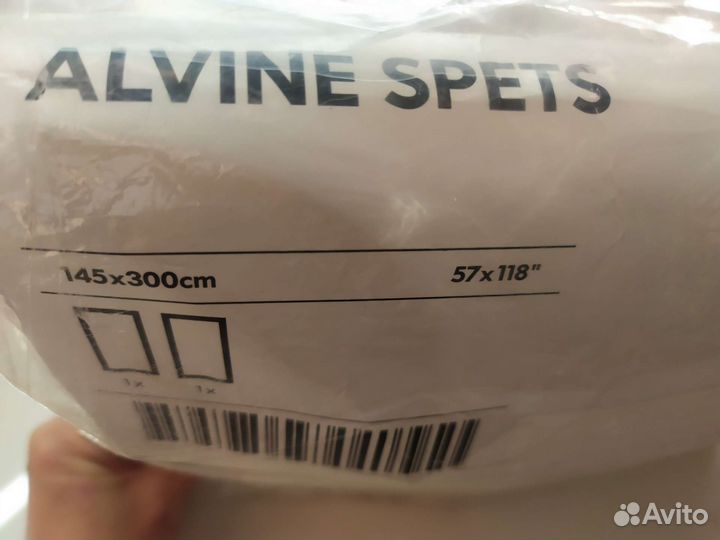 ALVINE SPETS
145x300cm 57x118"
1x 1x
Avito